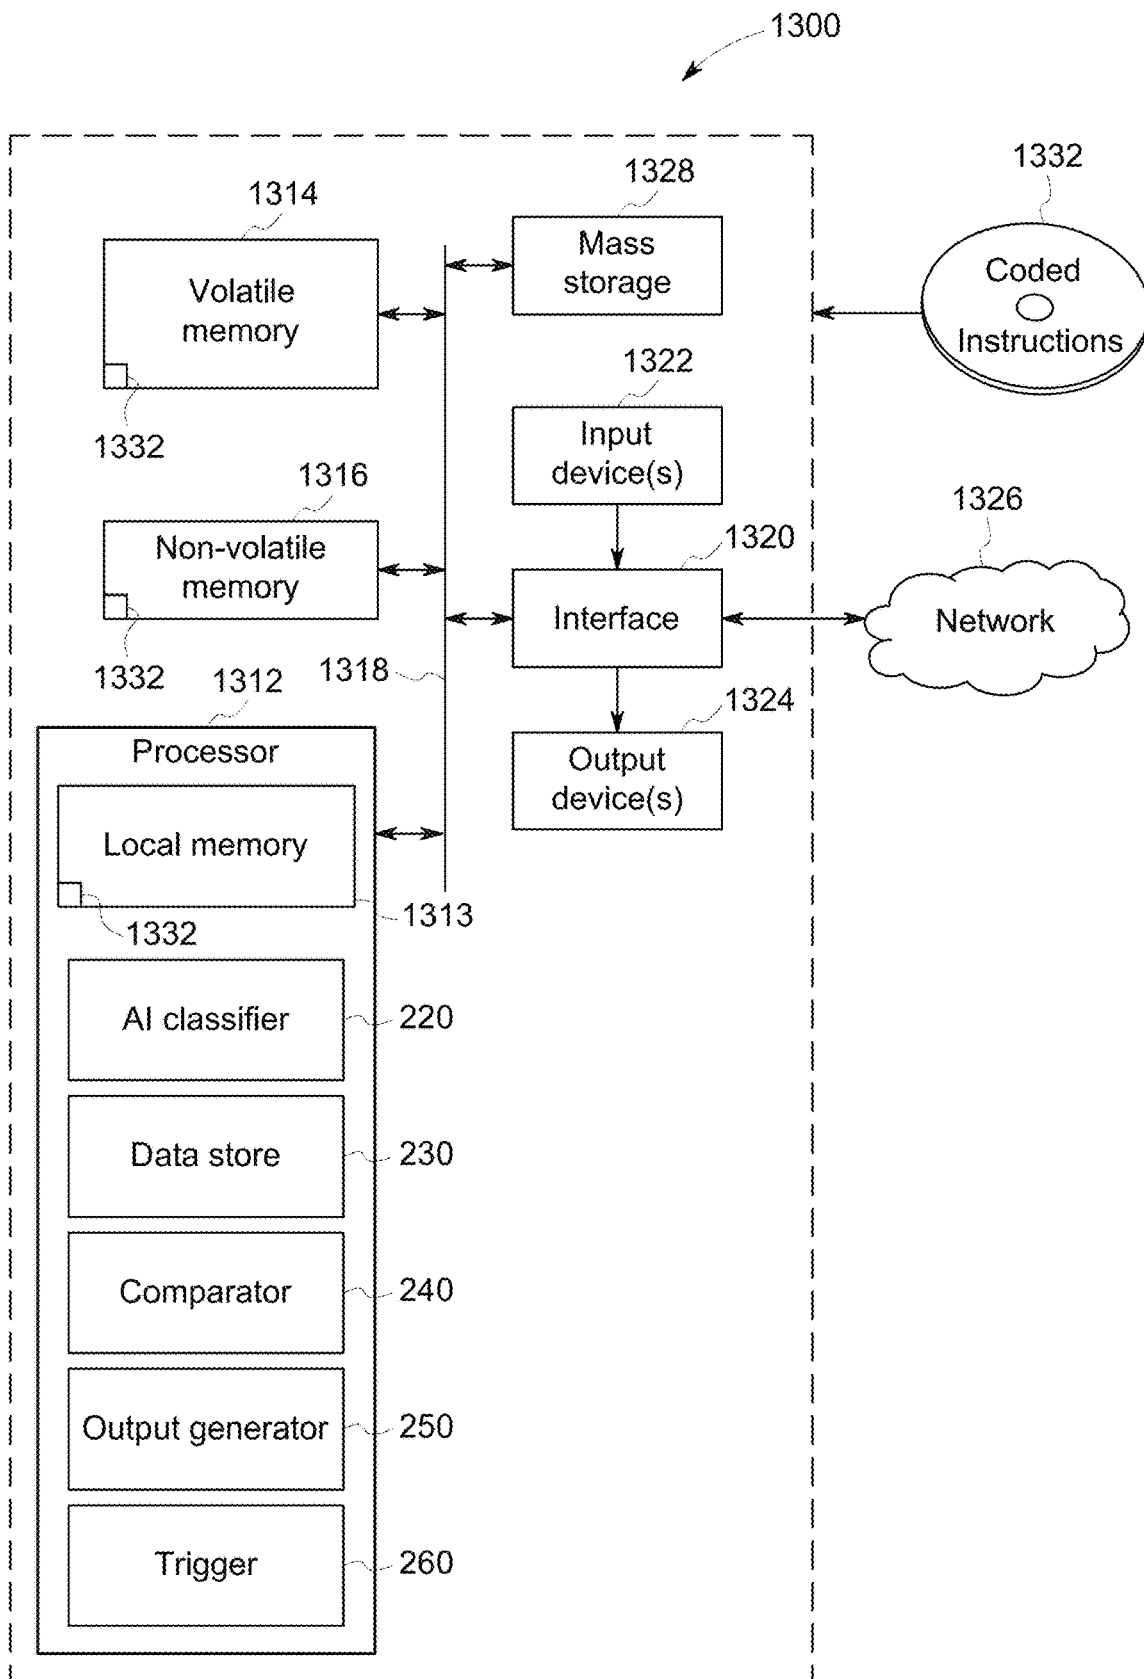 1300
1314
Volatile
memory
1332
1328
Mass
storage
1332
Coded
Instructions
1322
Input
device(s)
1316
Non-volatile
memory
1332
1320
Interface
1326
Network
1318
1324
Output
device(s)
1312
Processor
Local memory
1332
1313
AI classifier
220
Data store
230
Comparator
240
Output generator
250
Trigger
260